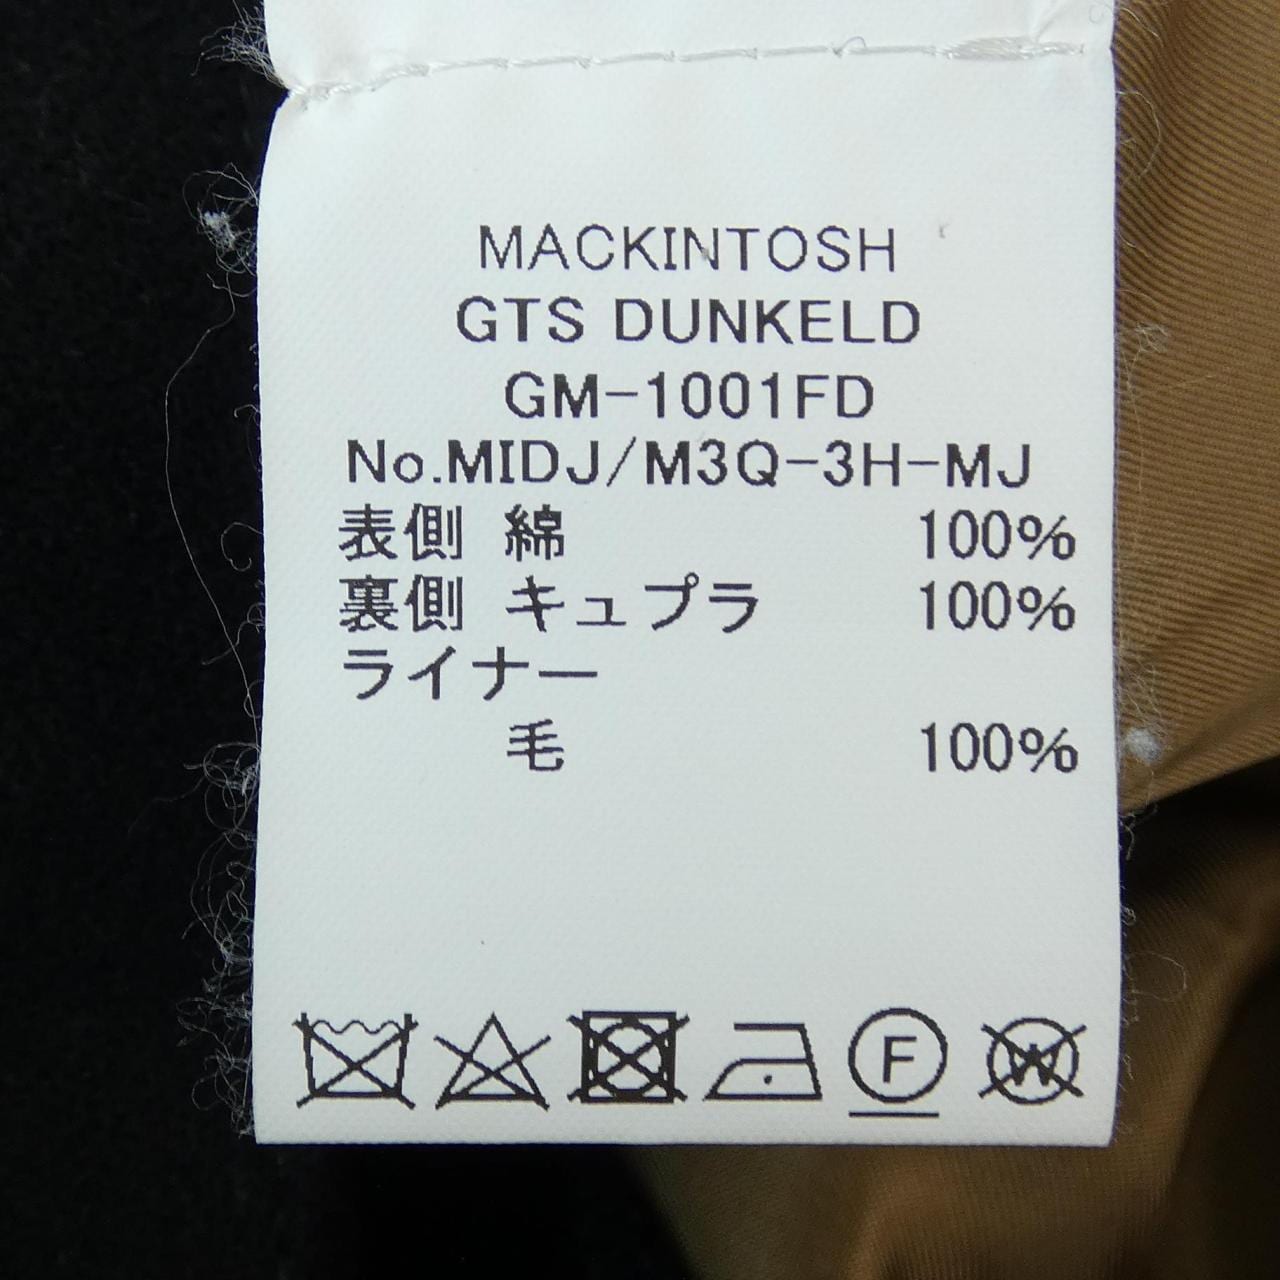 MACKINTOSH
GTS DUNKELD
GM-1001FD
No.MIDJ/M3Q-3H-MJ
表側 綿 100%
裏側 キュプラ 100%
ライナー
毛 100%
F W